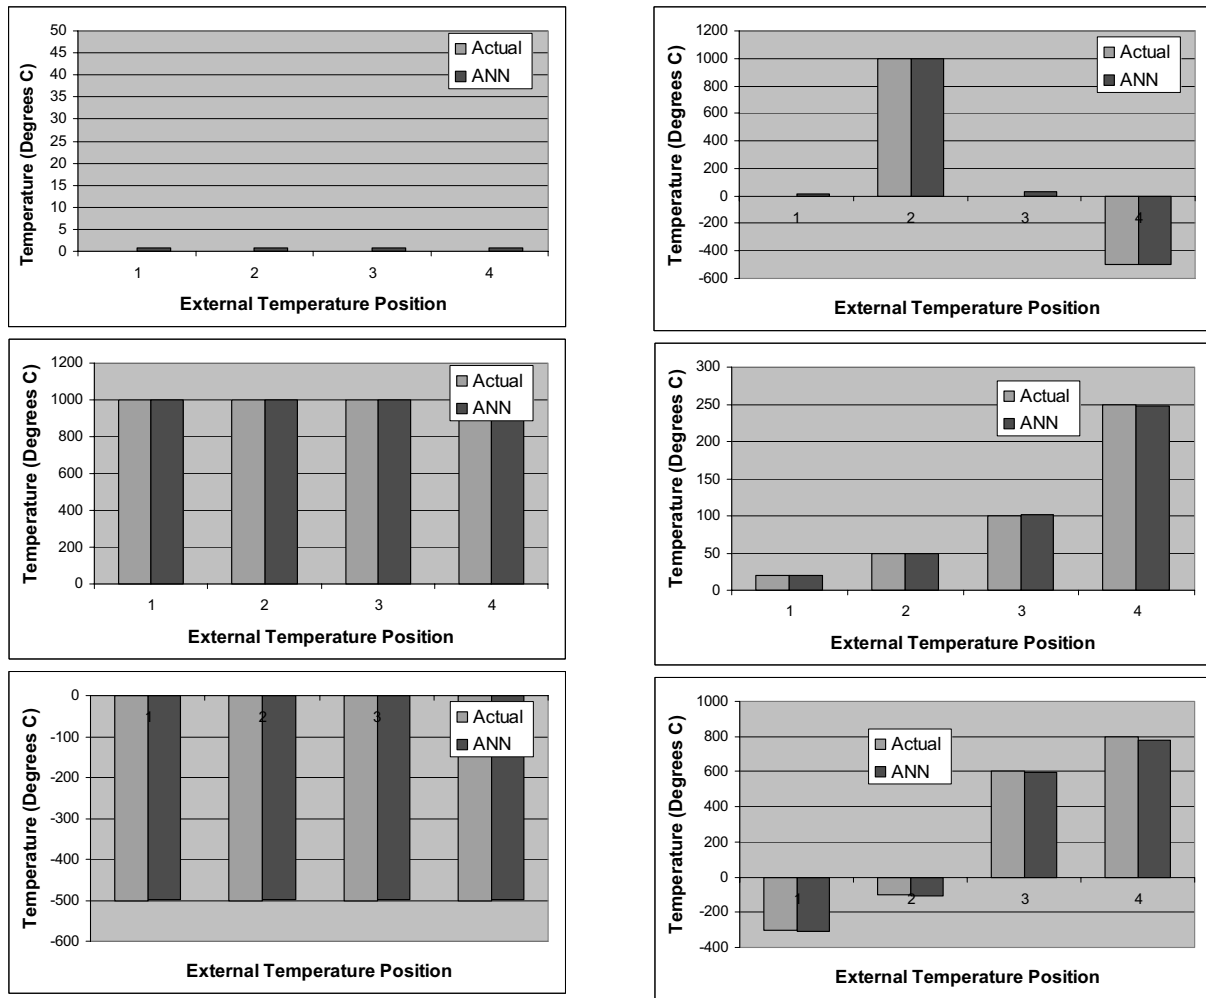 Temperature (Degrees C)
50
45
40
35
30
25
20
15
10
5
0
Actual
ANN
1 2 3 4
External Temperature Position
Temperature (Degrees C)
1200
1000
800
600
400
200
0
-200
-400
-600
Actual
ANN
1 2 3 4
External Temperature Position
Temperature (Degrees C)
1200
1000
800
600
400
200
0
Actual
ANN
1 2 3 4
External Temperature Position
Temperature (Degrees C)
300
250
200
150
100
50
0
Actual
ANN
1 2 3 4
External Temperature Position
Temperature (Degrees C)
0
-100
-200
-300
-400
-500
-600
Actual
ANN
1 2 3
External Temperature Position
Temperature (Degrees C)
1000
800
600
400
200
0
-200
-400
Actual
ANN
1 2 3 4
External Temperature Position